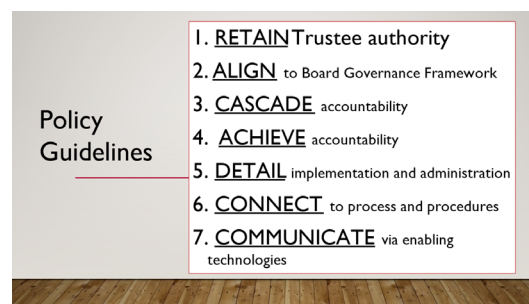 Policy
Guidelines
1. RETAIN Trustee authority
2. ALIGN to Board Governance Framework
3. CASCADE accountability
4. ACHIEVE accountability
5. DETAIL implementation and administration
6. CONNECT to process and procedures
7. COMMUNICATE via enabling
technologies